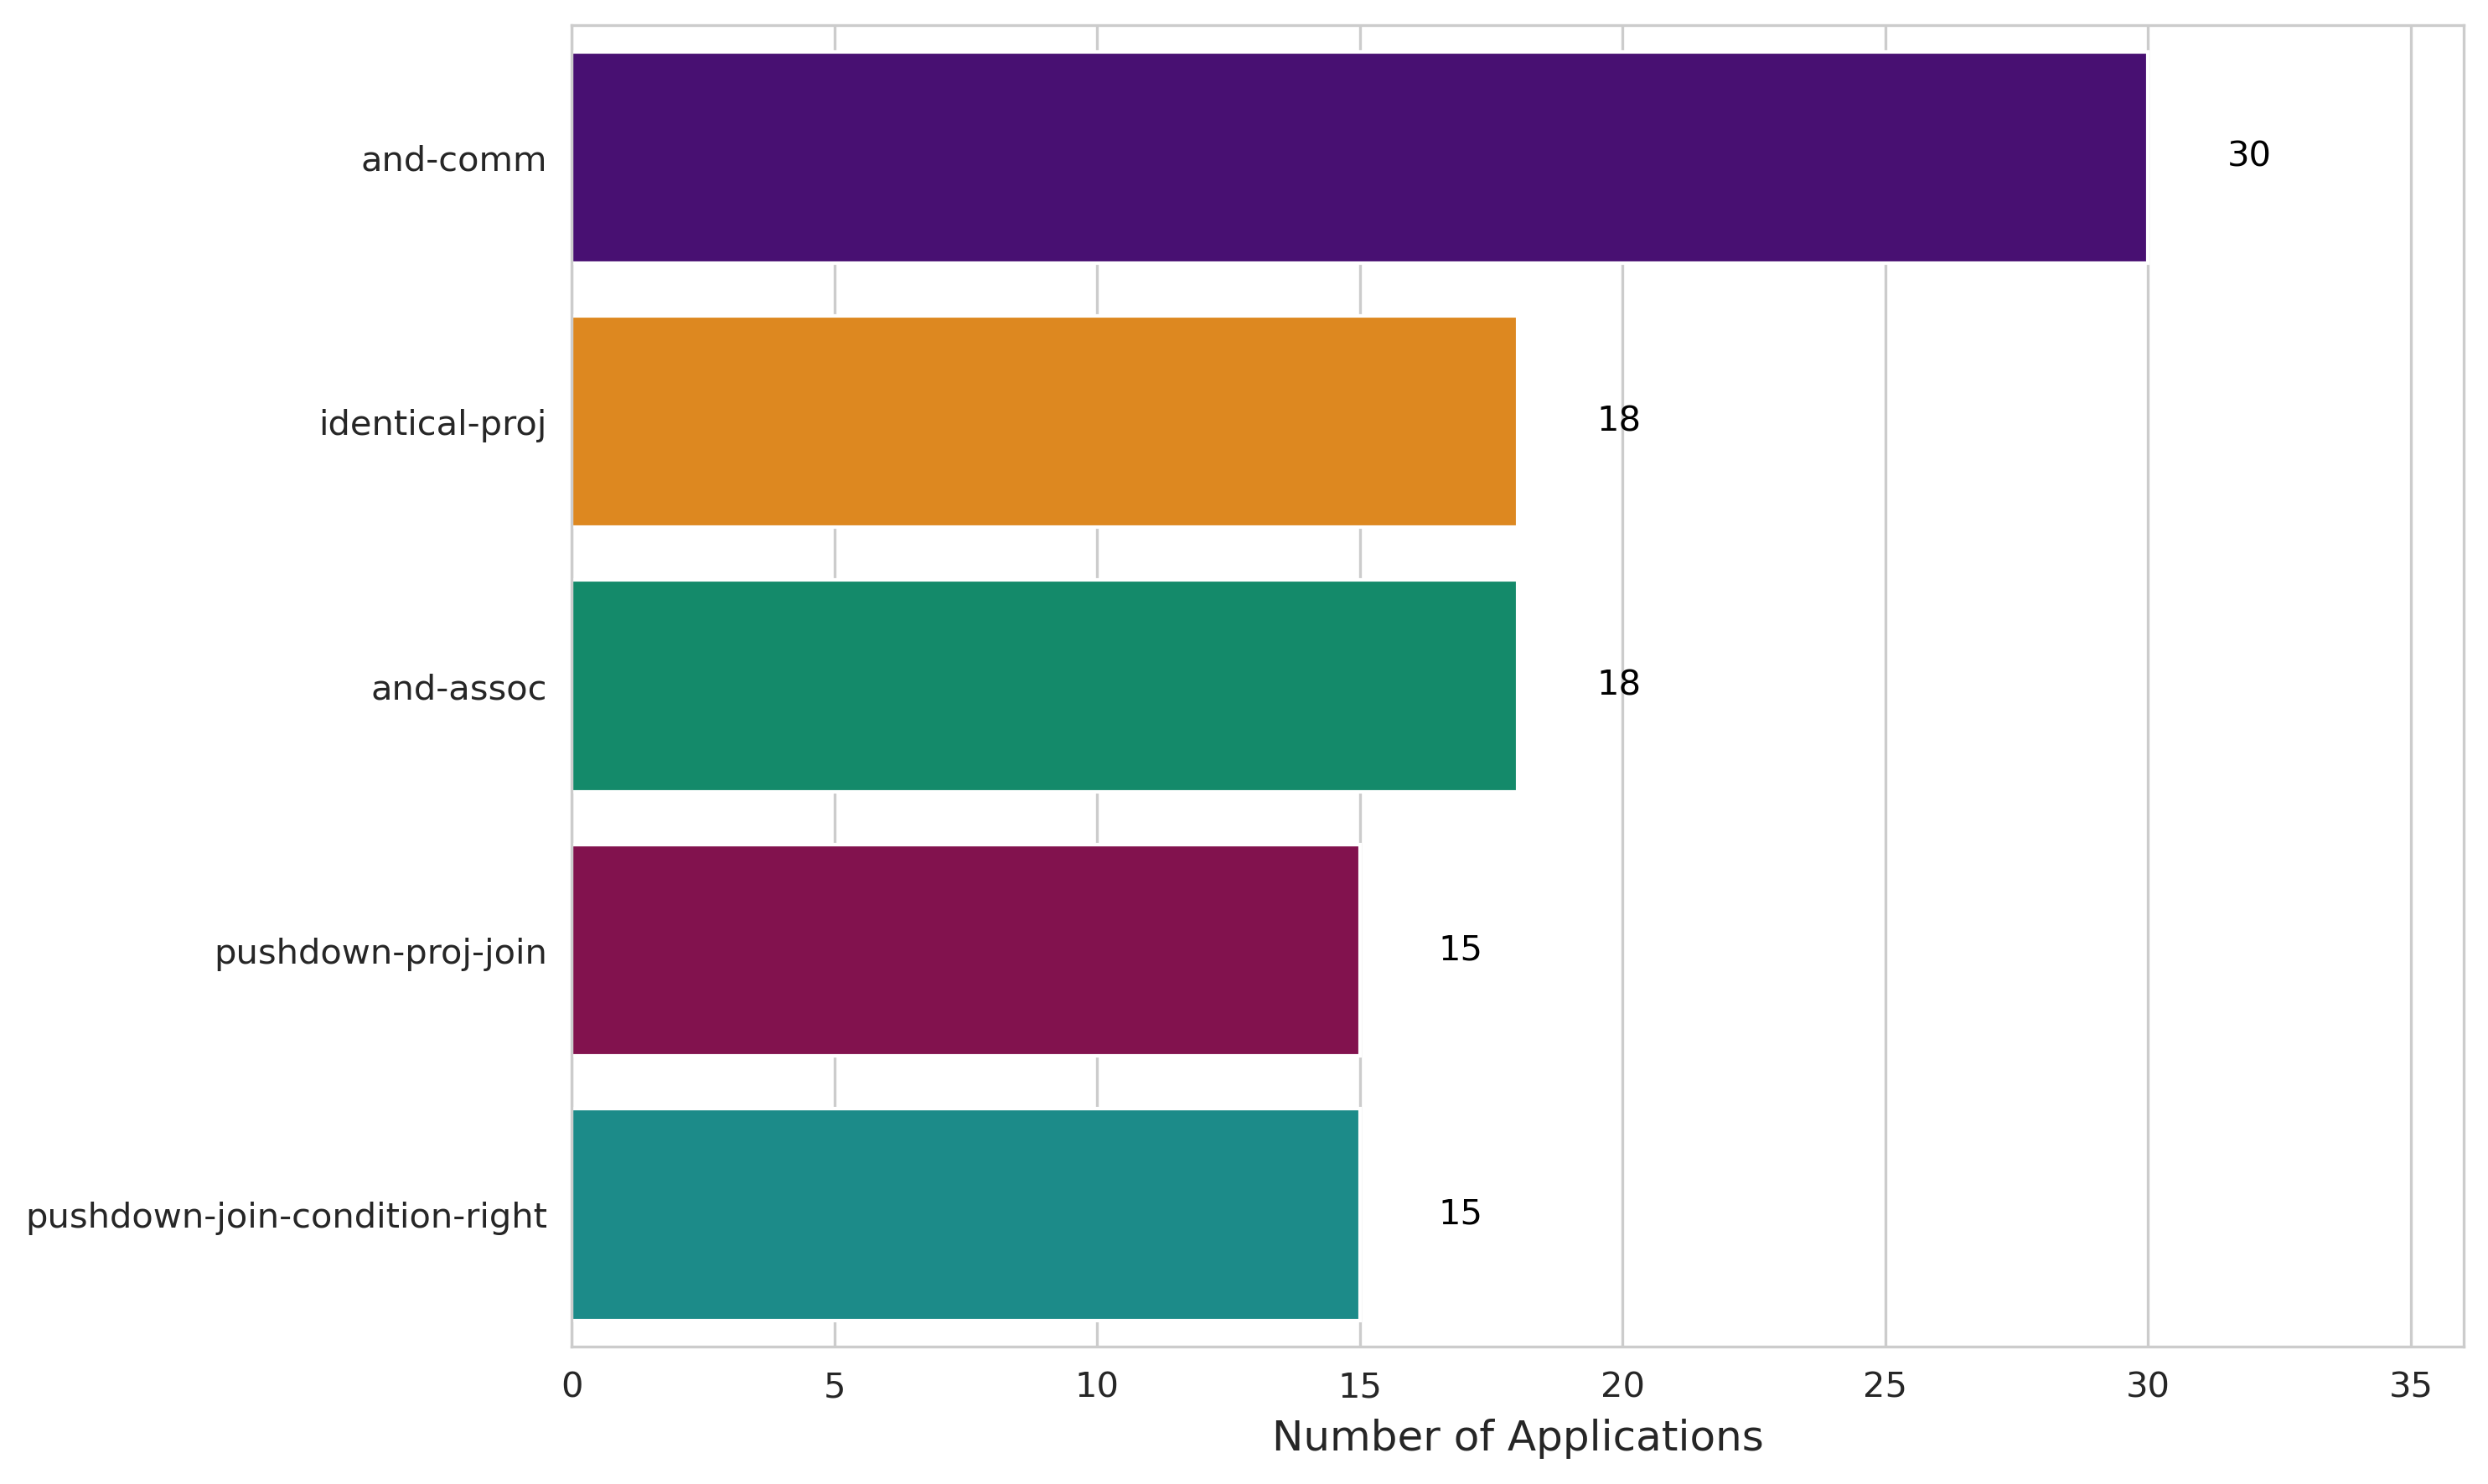 and-comm
30
identical-proj
18
and-assoc
18
pushdown-proj-join
15
pushdown-join-condition-right
15
0 5 10 15 20 25 30 35
Number of Applications